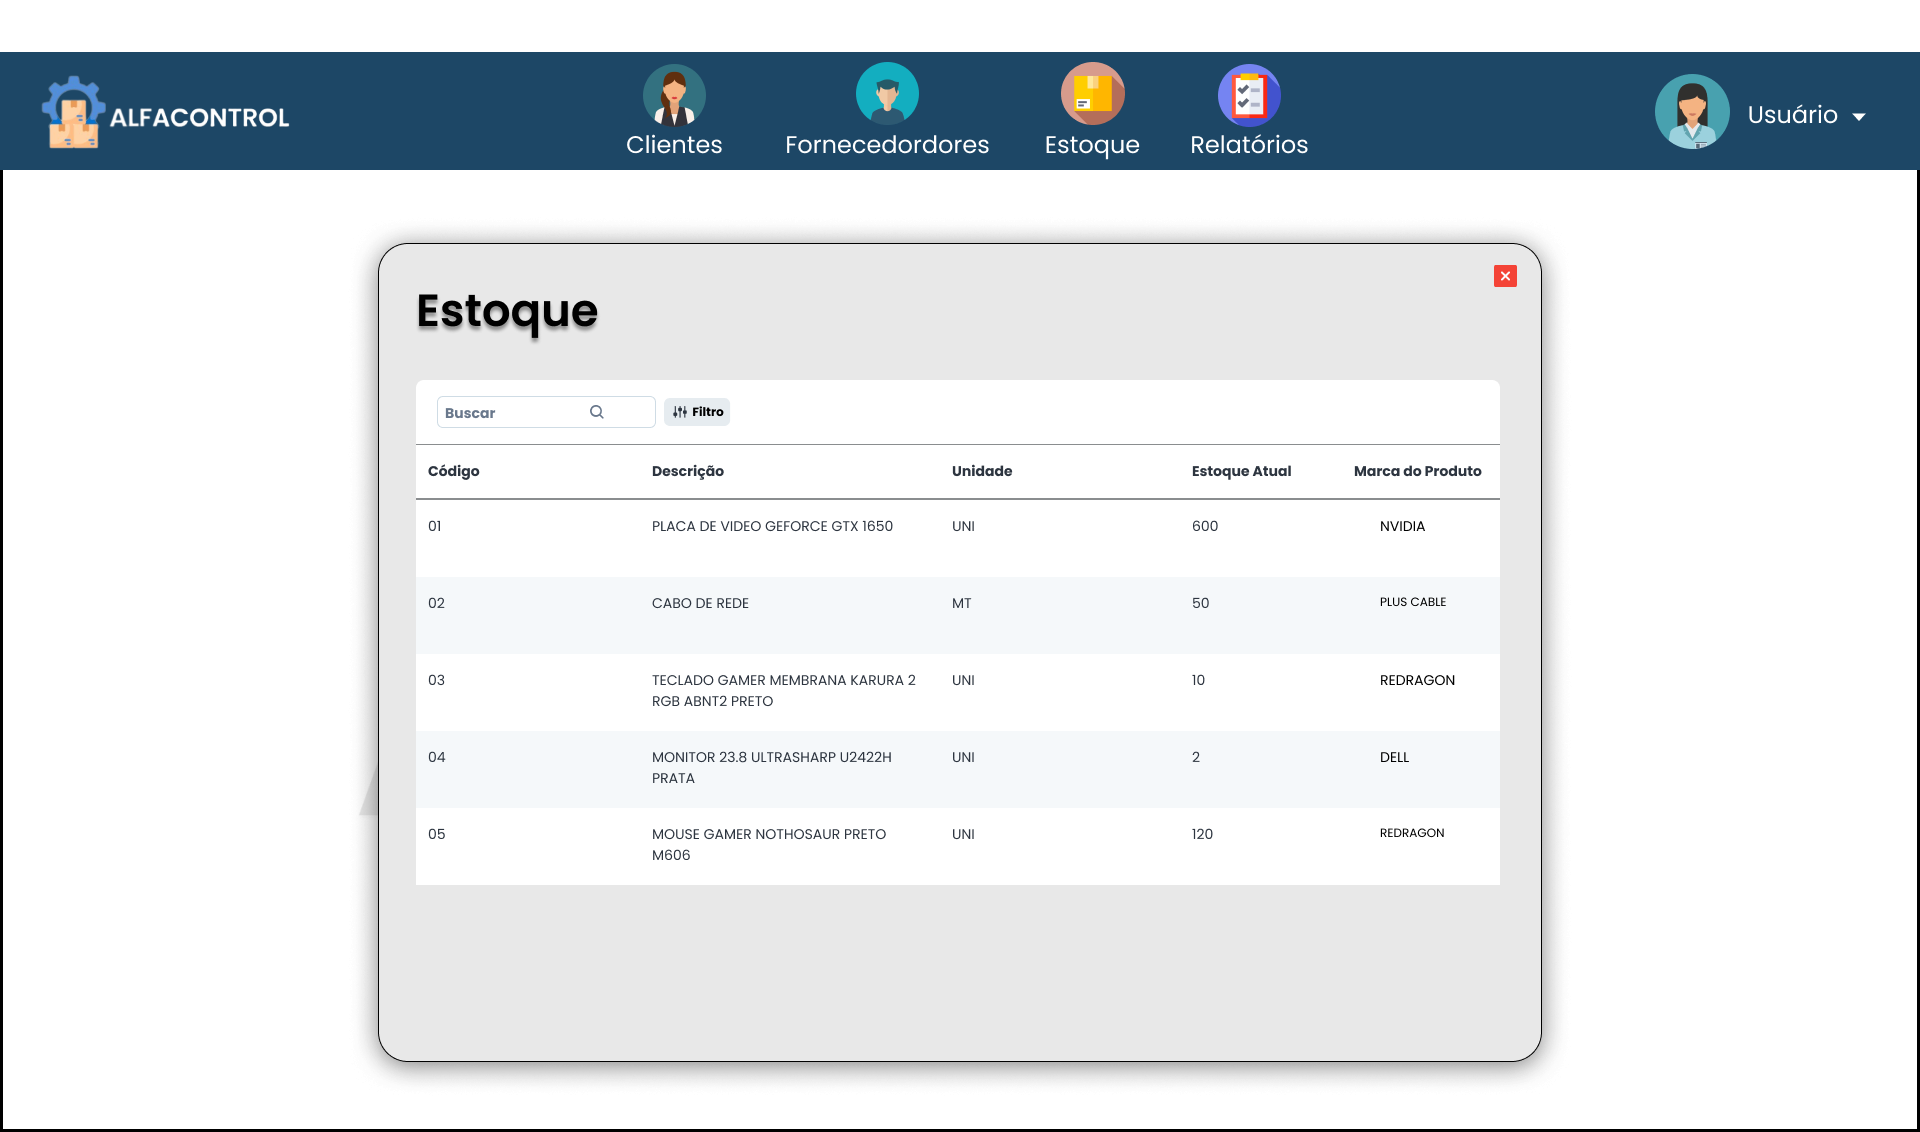 ALFACONTROL
Clientes
Fornecedordores
Estoque
Relatórios
Usuário
Estoque
Buscar
Filtro
Código Descrição Unidade Estoque Atual Marca do Produto
01 PLACA DE VIDEO GEFORCE GTX 1650 UNI 600 NVIDIA
02 CABO DE REDE MT 50 PLUS CABLE
03 TECLADO GAMER MEMBRANA KARURA 2 UNI 10 REDRAGON
RGB ABNT2 PRETO
04 MONITOR 23.8 ULTRASHARP U2422H UNI 2 DELL
PRATA
05 MOUSE GAMER NOTHOSAUR PRETO UNI 120 REDRAGON
M606